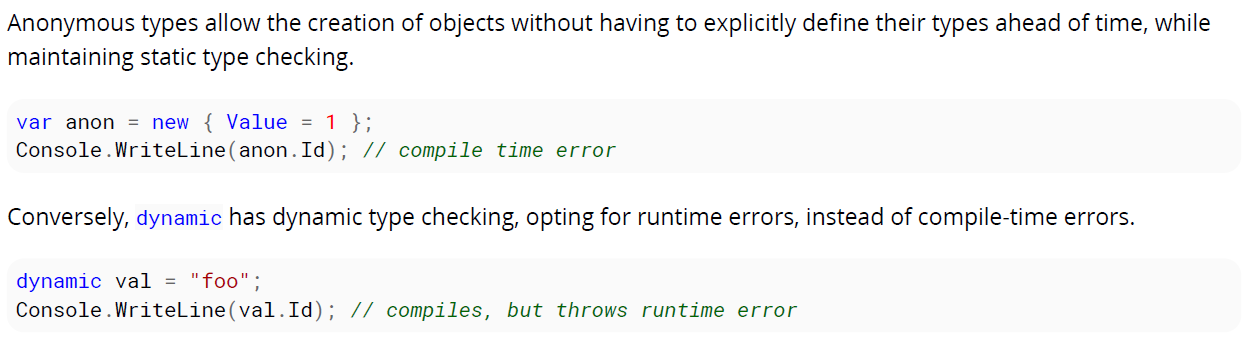 Anonymous types allow the creation of objects without having to explicitly define their types ahead of time, while
maintaining static type checking.
var anon = new { Value = 1 };
Console.WriteLine(anon.Id); // compile time error
Conversely, dynamic has dynamic type checking, opting for runtime errors, instead of compile-time errors.
dynamic val = "foo";
Console.WriteLine(val.Id); // compiles, but throws runtime error